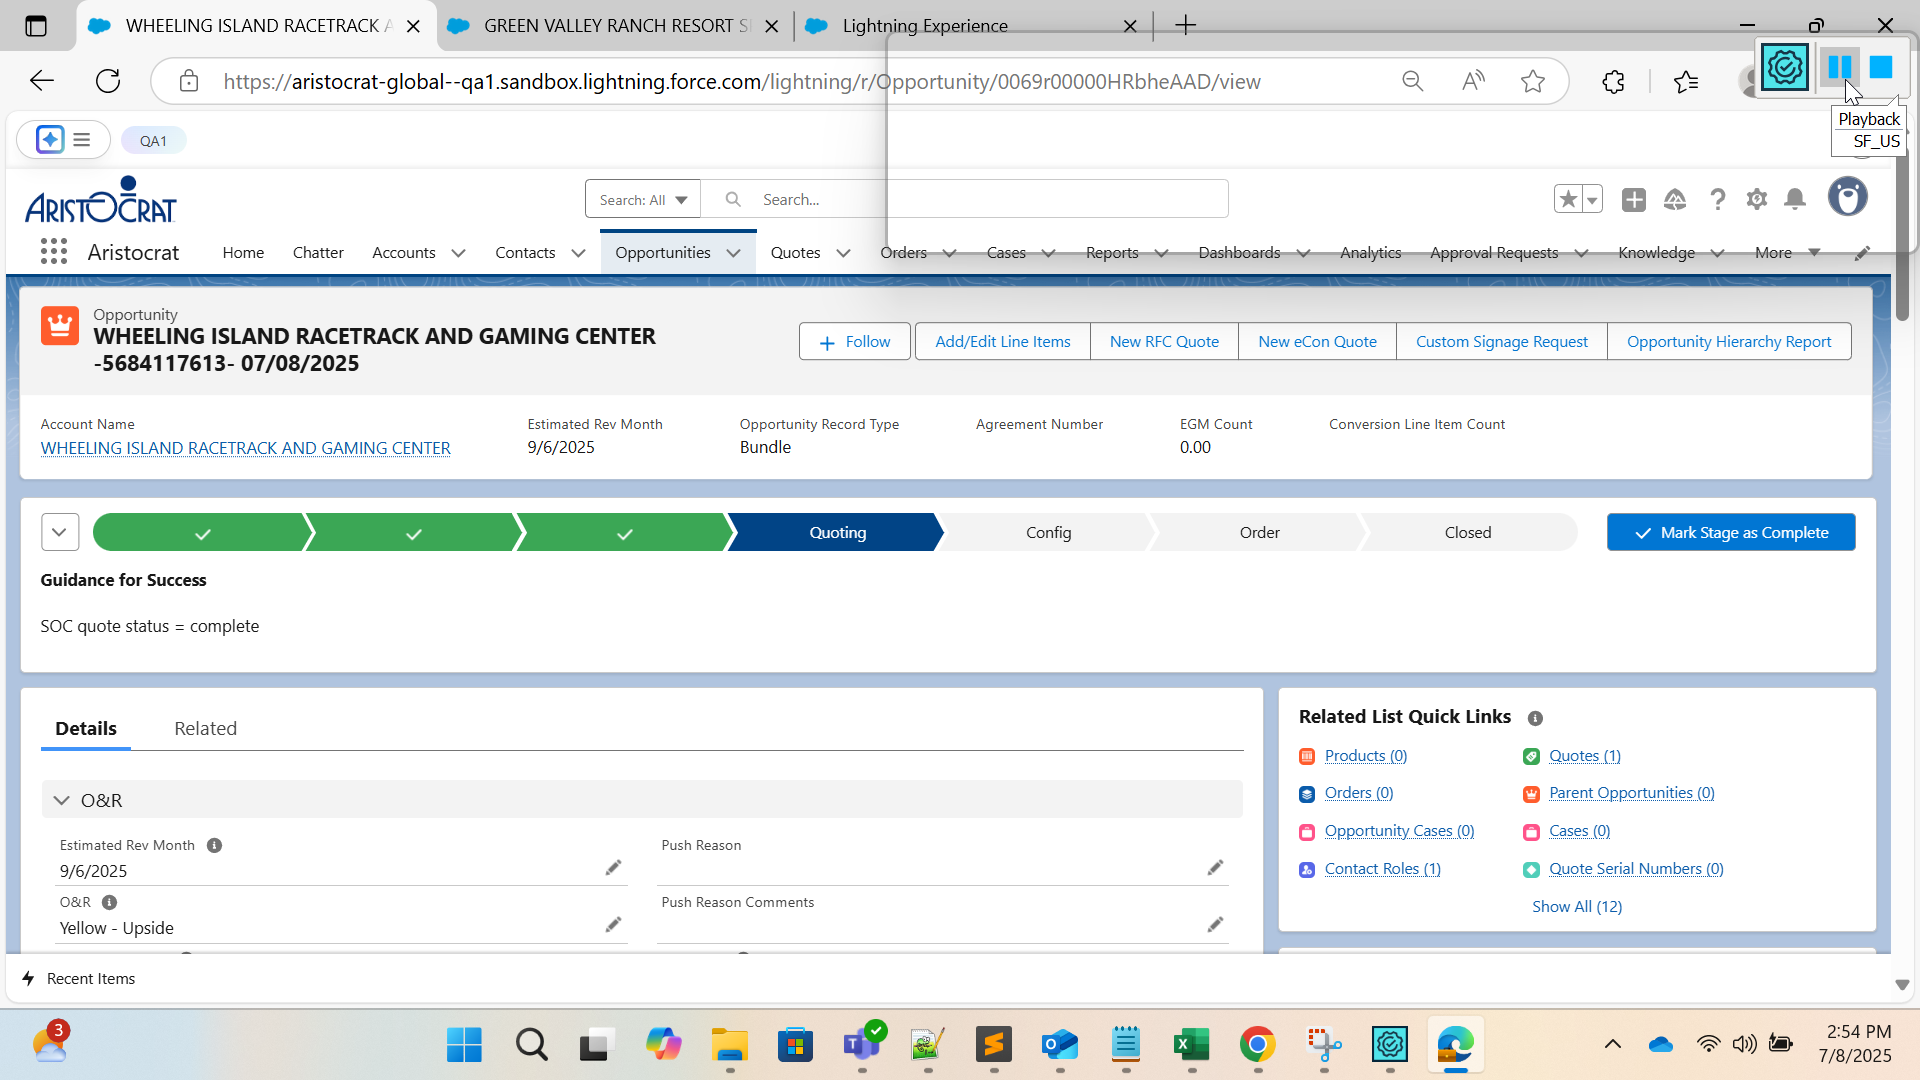 WHEELING ISLAND RACETRACK A
GREEN VALLEY RANCH RESORT S
Lightning Experience
https://aristocrat-global--qa1.sandbox.lightning.force.com/lightning/r/Opportunity/0069r00000HRbheAAD/view
Playback
SF_US
QA1
ARISTOCRAT
Search: All
Search...
Aristocrat
Home
Chatter
Accounts
Contacts
Opportunities
Quotes
Orders
Cases
Reports
Dashboards
Analytics
Approval Requests
Knowledge
More
Opportunity
WHEELING ISLAND RACETRACK AND GAMING CENTER
-5684117613- 07/08/2025
Follow
Add/Edit Line Items
New RFC Quote
New eCon Quote
Custom Signage Request
Opportunity Hierarchy Report
Account Name
WHEELING ISLAND RACETRACK AND GAMING CENTER
Estimated Rev Month
9/6/2025
Opportunity Record Type
Bundle
Agreement Number
EGM Count
0.00
Conversion Line Item Count
Quoting
Config
Order
Closed
Mark Stage as Complete
Guidance for Success
SOC quote status = complete
Details
Related
O&R
Estimated Rev Month
9/6/2025
Push Reason
O&R
Yellow - Upside
Push Reason Comments
Related List Quick Links
Products (0)
Quotes (1)
Orders (0)
Parent Opportunities (0)
Opportunity Cases (0)
Cases (0)
Contact Roles (1)
Quote Serial Numbers (0)
Show All (12)
Recent Items
3
2:54 PM
7/8/2025